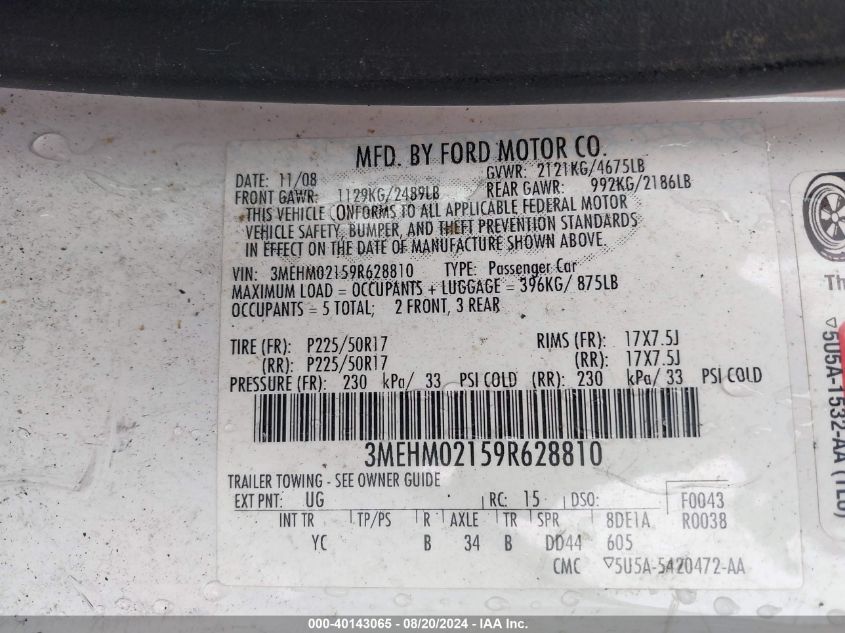 MFD. BY FORD MOTOR CO.
DATE: 11/08 GVWR: 2121KG/4675LB
FRONT GAWR: 1129KG/2489LB REAR GAWR: 992KG/2186LB
THIS VEHICLE CONFORMS TO ALL APPLICABLE FEDERAL MOTOR
VEHICLE SAFETY, BUMPER, AND THEFT PREVENTION STANDARDS
IN EFFECT ON THE DATE OF MANUFACTURE SHOWN ABOVE.
VIN: 3MEHM02159R628810 TYPE: Passenger Car
MAXIMUM LOAD = OCCUPANTS + LUGGAGE = 396KG/ 875LB
OCCUPANTS = 5 TOTAL; 2 FRONT, 3 REAR
TIRE (FR): P225/50R17 RIMS (FR): 17X7.5J
(RR): P225/50R17 (RR): 17X7.5J
PRESSURE (FR): 230 kPa/ 33 PSI COLD (RR): 230 kPa/ 33 PSI COLD
3MEHM02159R628810
TRAILER TOWING - SEE OWNER GUIDE
EXT PNT: UG RC: 15 DSO: F0043
INT TR TP/PS R AXLE TR SPR 8DE1A R0038
YC B 34 B DD44 605
CMC ▽5U5A-5420472-AA
Th
▽5U5A-1532-AA
000-40143065 - 08/20/2024 - IAA Inc.